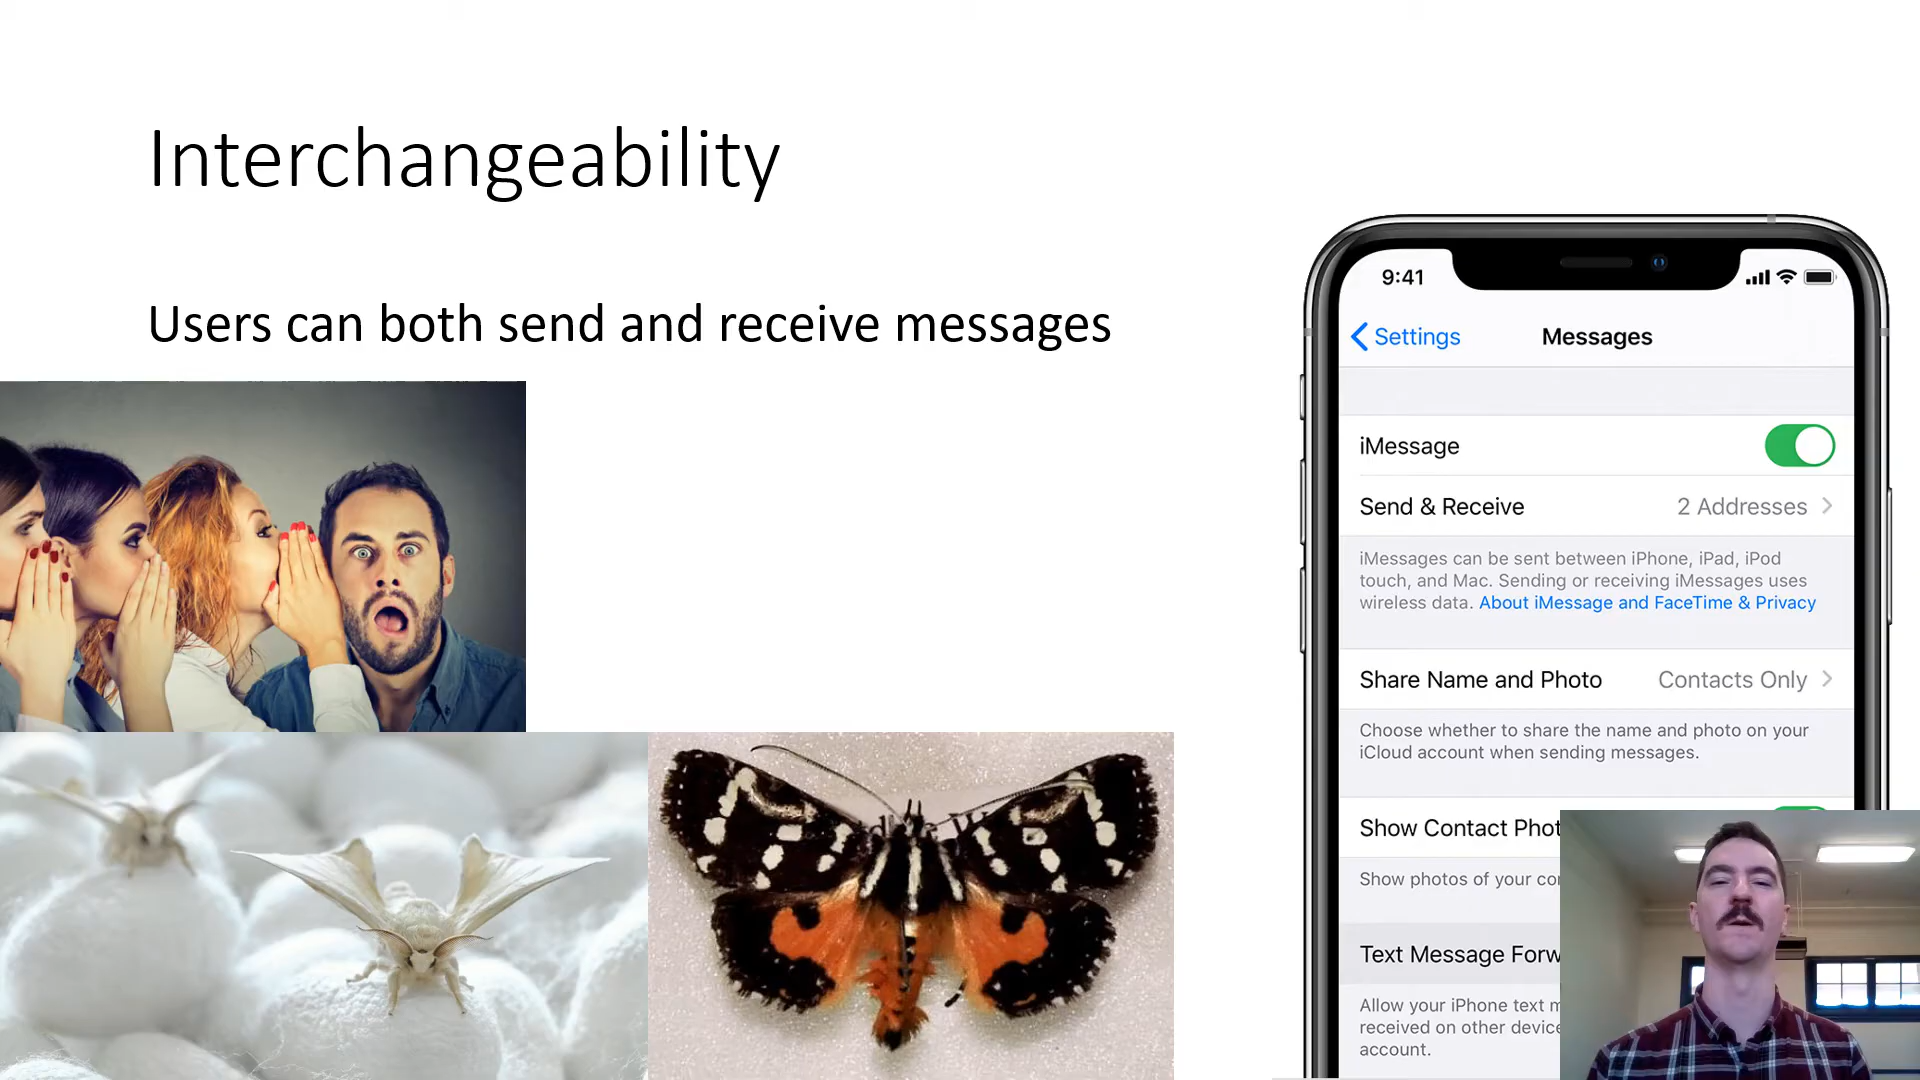 Interchangeability
Users can both send and receive messages
9:41
Settings
Messages
iMessage
Send & Receive 2 Addresses
iMessages can be sent between iPhone, iPad, iPod
touch, and Mac. Sending or receiving iMessages uses
wireless data. About iMessage and FaceTime & Privacy
Share Name and Photo Contacts Only
Choose whether to share the name and photo on your
iCloud account when sending messages.
Show Contact Phot
Show photos of your co
Text Message Forw
Allow your iPhone text m
received on other device
account.